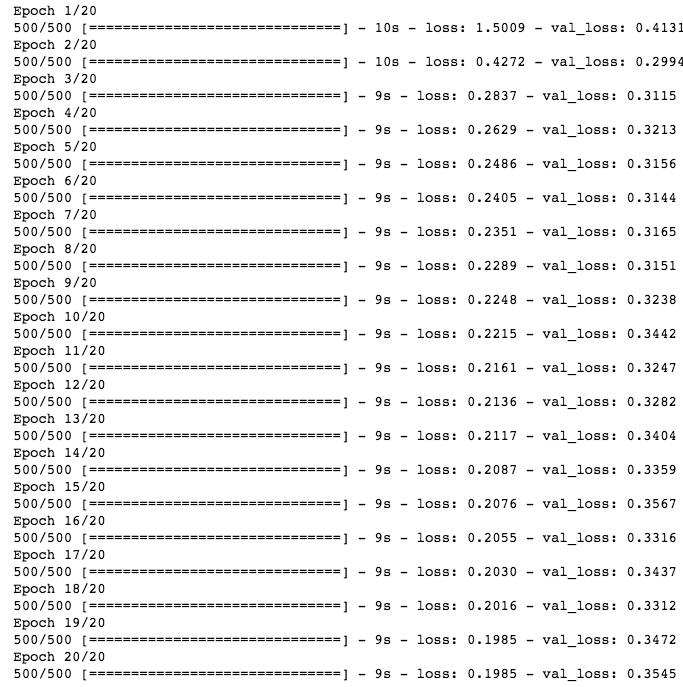 Epoch 1/20
500/500 [==============================] - 10s - loss: 1.5009 - val_loss: 0.4131
Epoch 2/20
500/500 [==============================] - 10s - loss: 0.4272 - val_loss: 0.2994
Epoch 3/20
500/500 [==============================] - 9s - loss: 0.2837 - val_loss: 0.3115
Epoch 4/20
500/500 [==============================] - 9s - loss: 0.2629 - val_loss: 0.3213
Epoch 5/20
500/500 [==============================] - 9s - loss: 0.2486 - val_loss: 0.3156
Epoch 6/20
500/500 [==============================] - 9s - loss: 0.2405 - val_loss: 0.3144
Epoch 7/20
500/500 [==============================] - 9s - loss: 0.2351 - val_loss: 0.3165
Epoch 8/20
500/500 [==============================] - 9s - loss: 0.2289 - val_loss: 0.3151
Epoch 9/20
500/500 [==============================] - 9s - loss: 0.2248 - val_loss: 0.3238
Epoch 10/20
500/500 [==============================] - 9s - loss: 0.2215 - val_loss: 0.3442
Epoch 11/20
500/500 [==============================] - 9s - loss: 0.2161 - val_loss: 0.3247
Epoch 12/20
500/500 [==============================] - 9s - loss: 0.2136 - val_loss: 0.3282
Epoch 13/20
500/500 [==============================] - 9s - loss: 0.2117 - val_loss: 0.3404
Epoch 14/20
500/500 [==============================] - 9s - loss: 0.2087 - val_loss: 0.3359
Epoch 15/20
500/500 [==============================] - 9s - loss: 0.2076 - val_loss: 0.3567
Epoch 16/20
500/500 [==============================] - 9s - loss: 0.2055 - val_loss: 0.3316
Epoch 17/20
500/500 [==============================] - 9s - loss: 0.2030 - val_loss: 0.3437
Epoch 18/20
500/500 [==============================] - 9s - loss: 0.2016 - val_loss: 0.3312
Epoch 19/20
500/500 [==============================] - 9s - loss: 0.1985 - val_loss: 0.3472
Epoch 20/20
500/500 [==============================] - 9s - loss: 0.1985 - val_loss: 0.3545